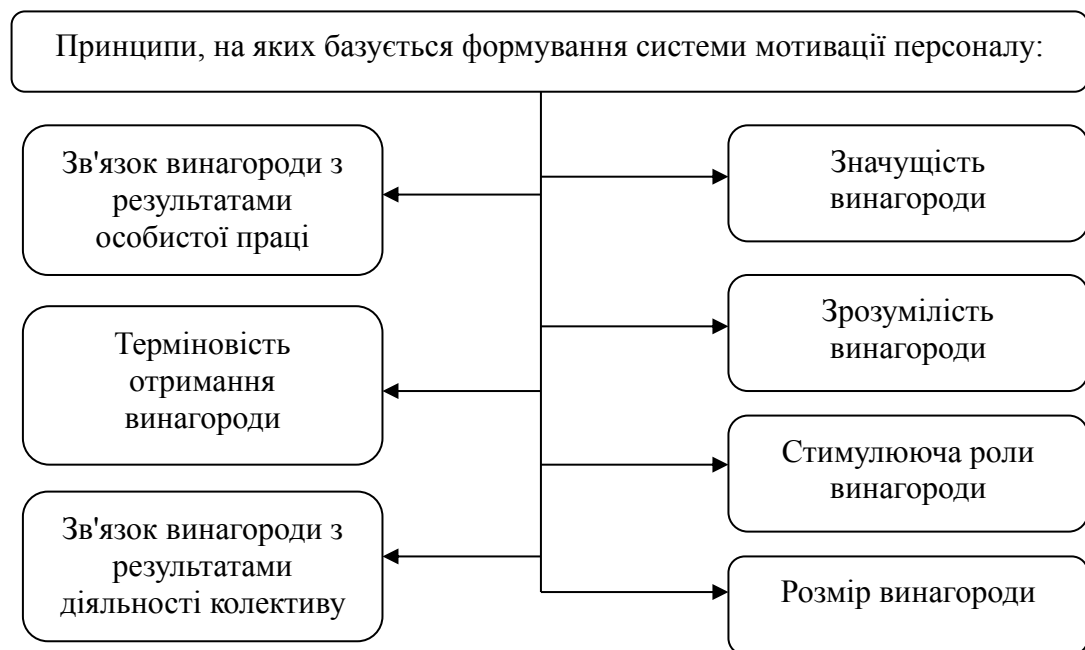 Принципи, на яких базується формування системи мотивації персоналу:
Зв'язок винагороди з
результатами
особистої праці
Терміновість
отримання
винагороди
Зв'язок винагороди з
результатами
діяльності колективу
Значущість
винагороди
Зрозумілість
винагороди
Стимулююча роли
винагороди
Розмір винагороди